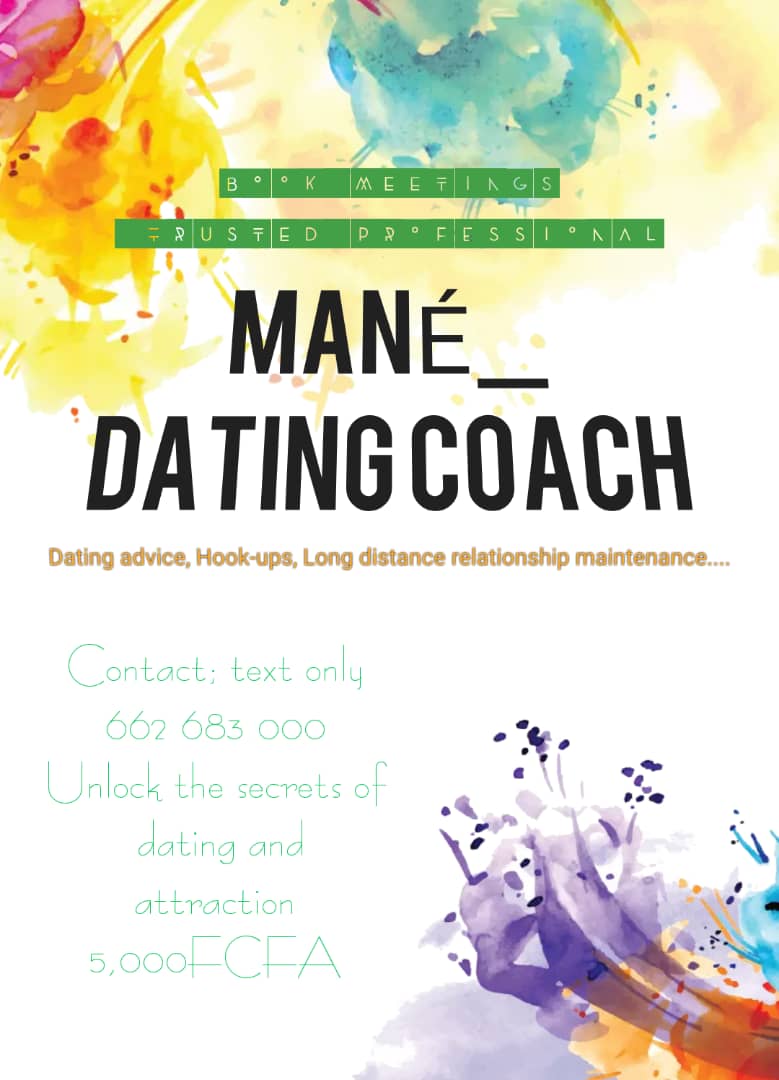 BOOK MEETINGS
TRUSTED PROFESSIONAL
MANÉ_
DATING COACH
Dating advice, Hook-ups, Long distance relationship maintenance....
Contact; text only
662 683 000
Unlock the secrets of
dating and
attraction
5,000FCFA